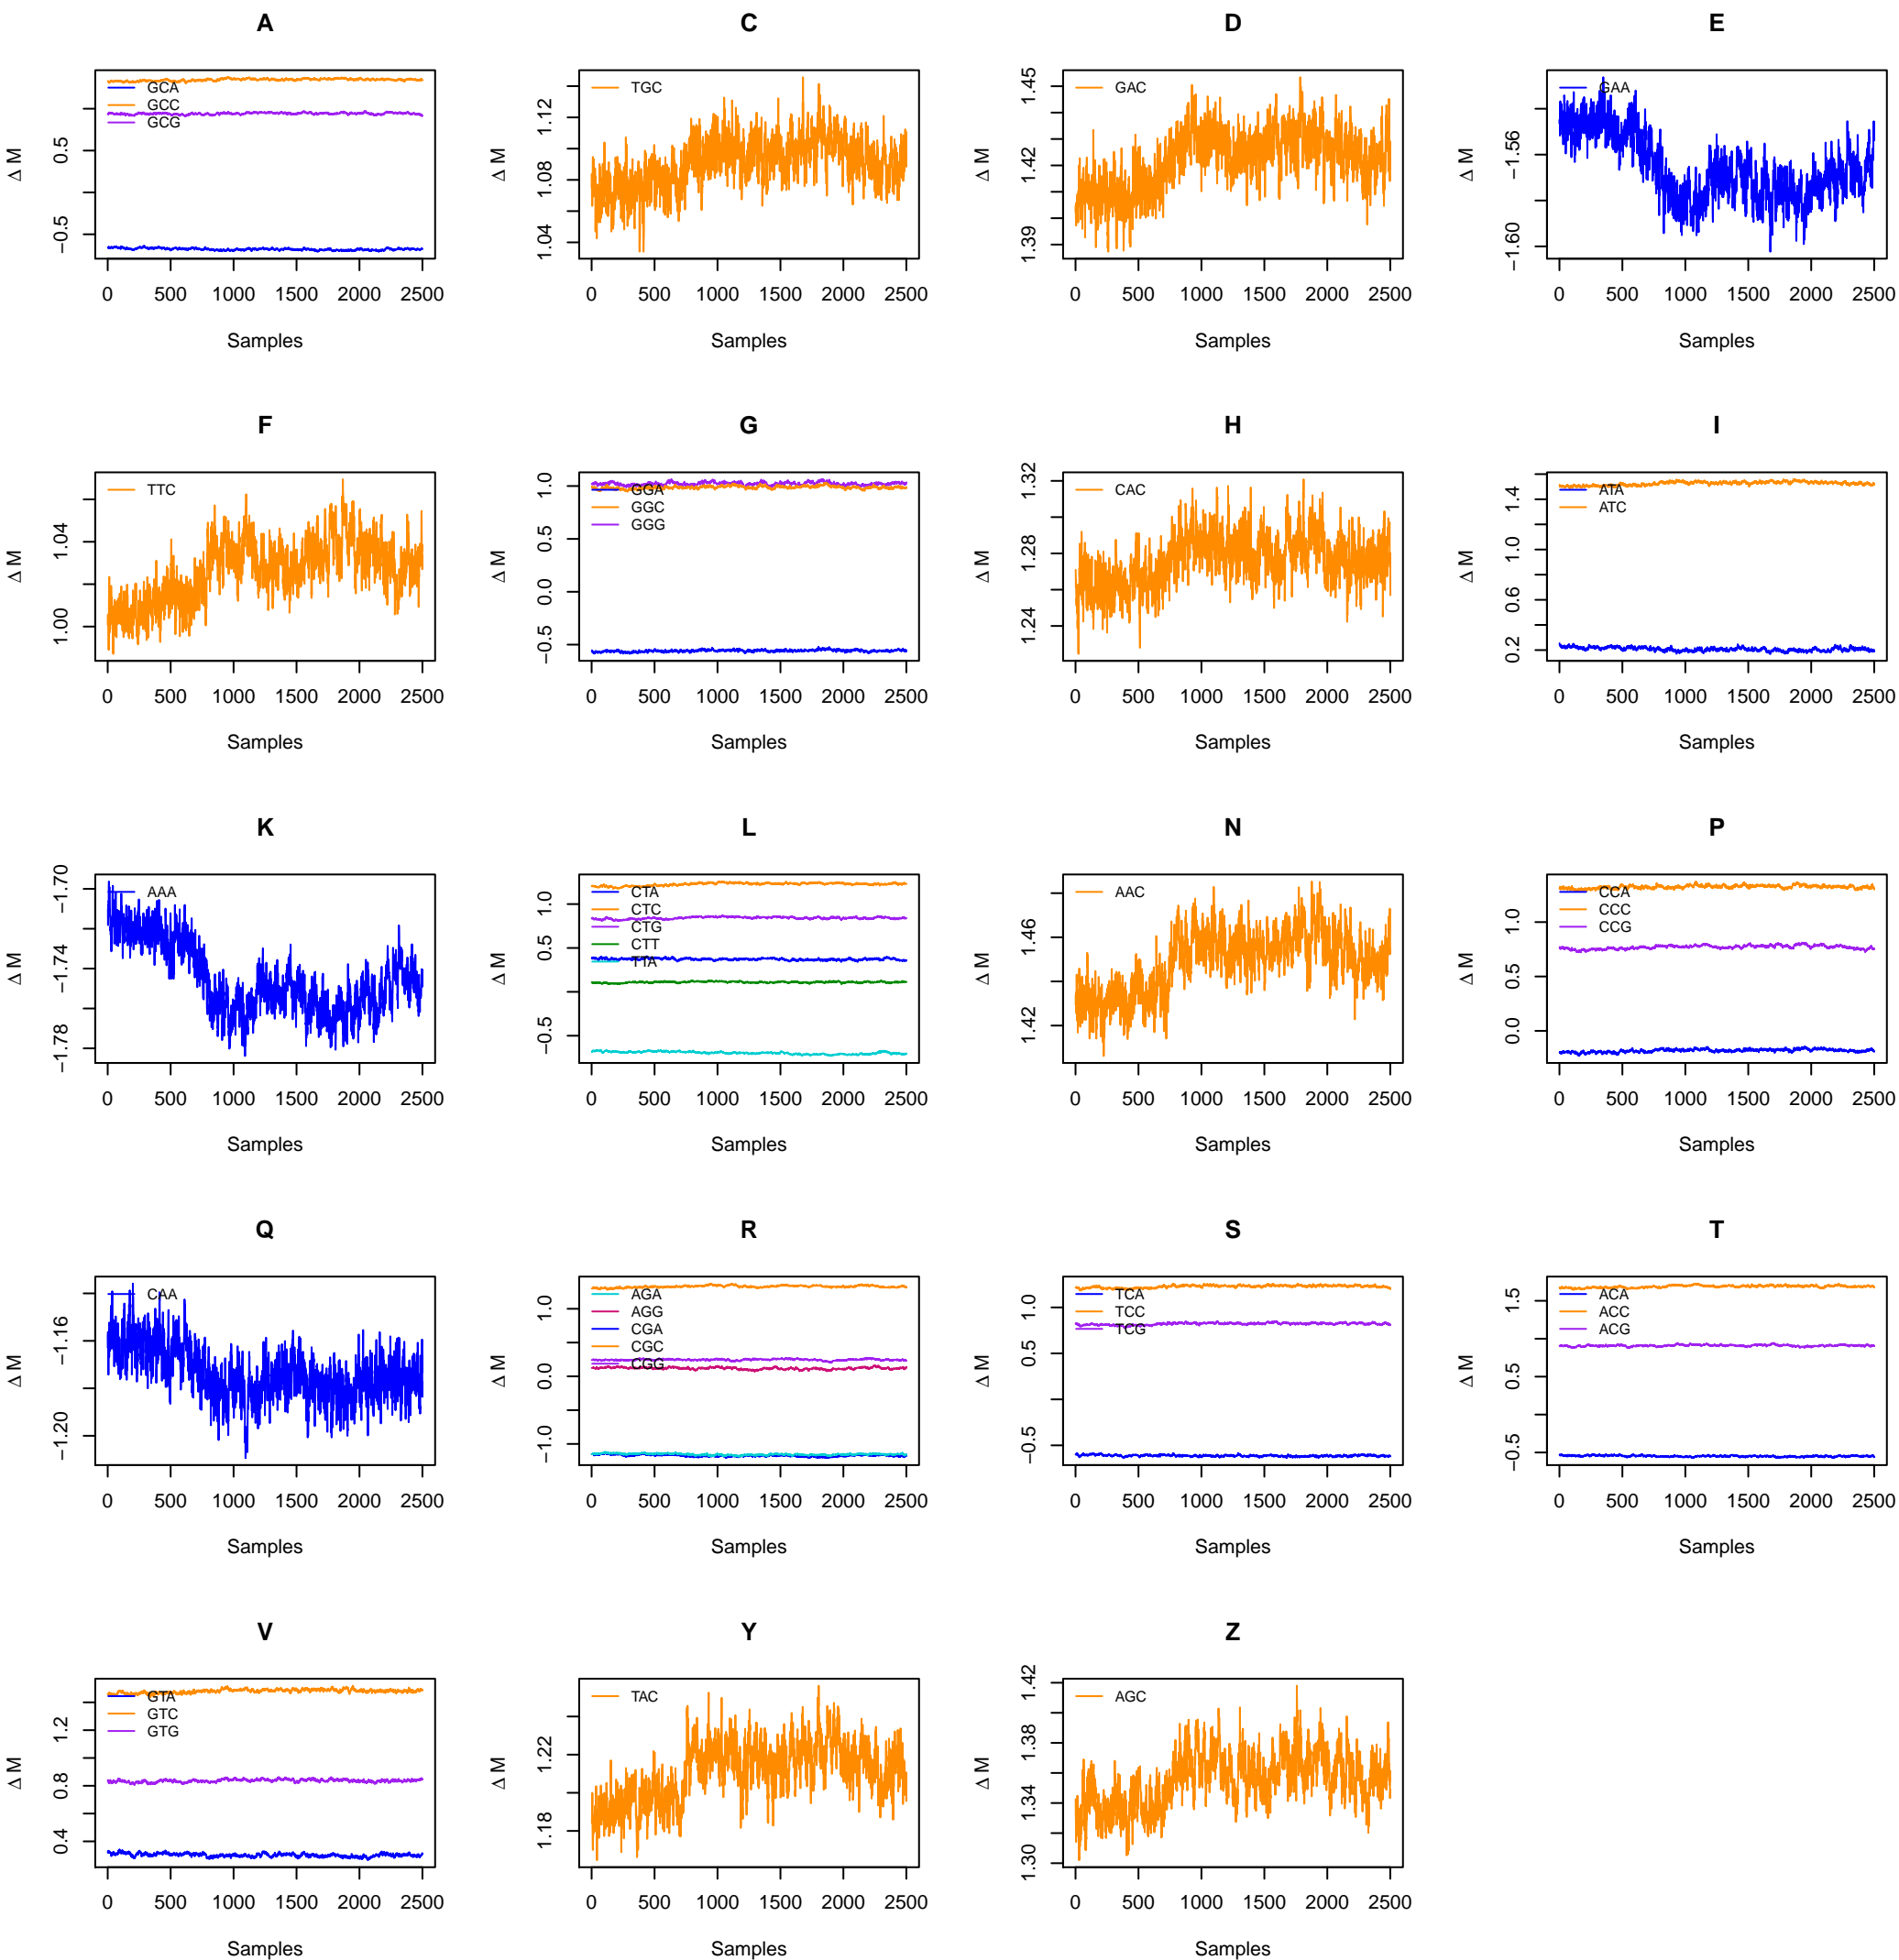 A
C
D
E
Δ M
−0.5
0.5
GCA
GCC
GCG
0 500 1000 1500 2000 2500
Samples
Δ M
1.04
1.08
1.12
TGC
0 500 1000 1500 2000 2500
Samples
Δ M
1.39
1.42
1.45
GAC
0 500 1000 1500 2000 2500
Samples
Δ M
−1.60
−1.56
GAA
0 500 1000 1500 2000 2500
Samples
F
G
H
I
Δ M
1.00
1.04
TTC
0 500 1000 1500 2000 2500
Samples
Δ M
−0.5
0.0
0.5
1.0
GGA
GGC
GGG
0 500 1000 1500 2000 2500
Samples
Δ M
1.24
1.28
1.32
CAC
0 500 1000 1500 2000 2500
Samples
Δ M
0.2
0.6
1.0
1.4
ATA
ATC
0 500 1000 1500 2000 2500
Samples
K
L
N
P
Δ M
−1.78
−1.74
−1.70
AAA
0 500 1000 1500 2000 2500
Samples
Δ M
−0.5
0.5
1.0
CTA
CTC
CTG
CTT
TTA
0 500 1000 1500 2000 2500
Samples
Δ M
1.42
1.46
AAC
0 500 1000 1500 2000 2500
Samples
Δ M
0.0
0.5
1.0
CCA
CCC
CCG
0 500 1000 1500 2000 2500
Samples
Q
R
S
T
Δ M
−1.20
−1.16
CAA
0 500 1000 1500 2000 2500
Samples
Δ M
−1.0
0.0
1.0
AGA
AGG
CGA
CGC
CGG
0 500 1000 1500 2000 2500
Samples
Δ M
−0.5
0.5
1.0
TCA
TCC
TCG
0 500 1000 1500 2000 2500
Samples
Δ M
−0.5
0.5
1.5
ACA
ACC
ACG
0 500 1000 1500 2000 2500
Samples
V
Y
Z
Δ M
0.4
0.8
1.2
GTA
GTC
GTG
0 500 1000 1500 2000 2500
Samples
Δ M
1.18
1.22
TAC
0 500 1000 1500 2000 2500
Samples
Δ M
1.30
1.34
1.38
1.42
AGC
0 500 1000 1500 2000 2500
Samples